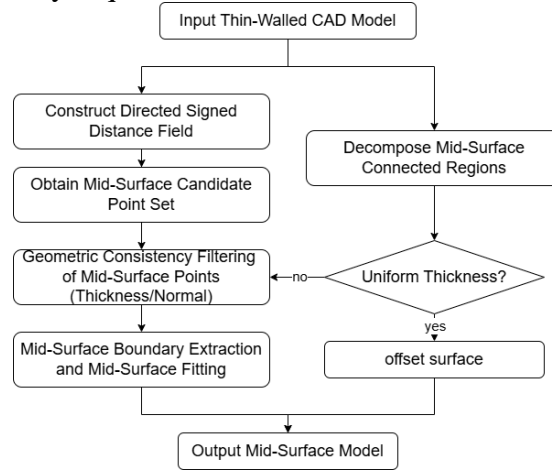 Input Thin-Walled CAD Model
Construct Directed Signed
Distance Field
Decompose Mid-Surface
Connected Regions
Obtain Mid-Surface Candidate
Point Set
Geometric Consistency Filtering
of Mid-Surface Points
(Thickness/Normal)
no
Uniform Thickness?
yes
Mid-Surface Boundary Extraction
and Mid-Surface Fitting
offset surface
Output Mid-Surface Model